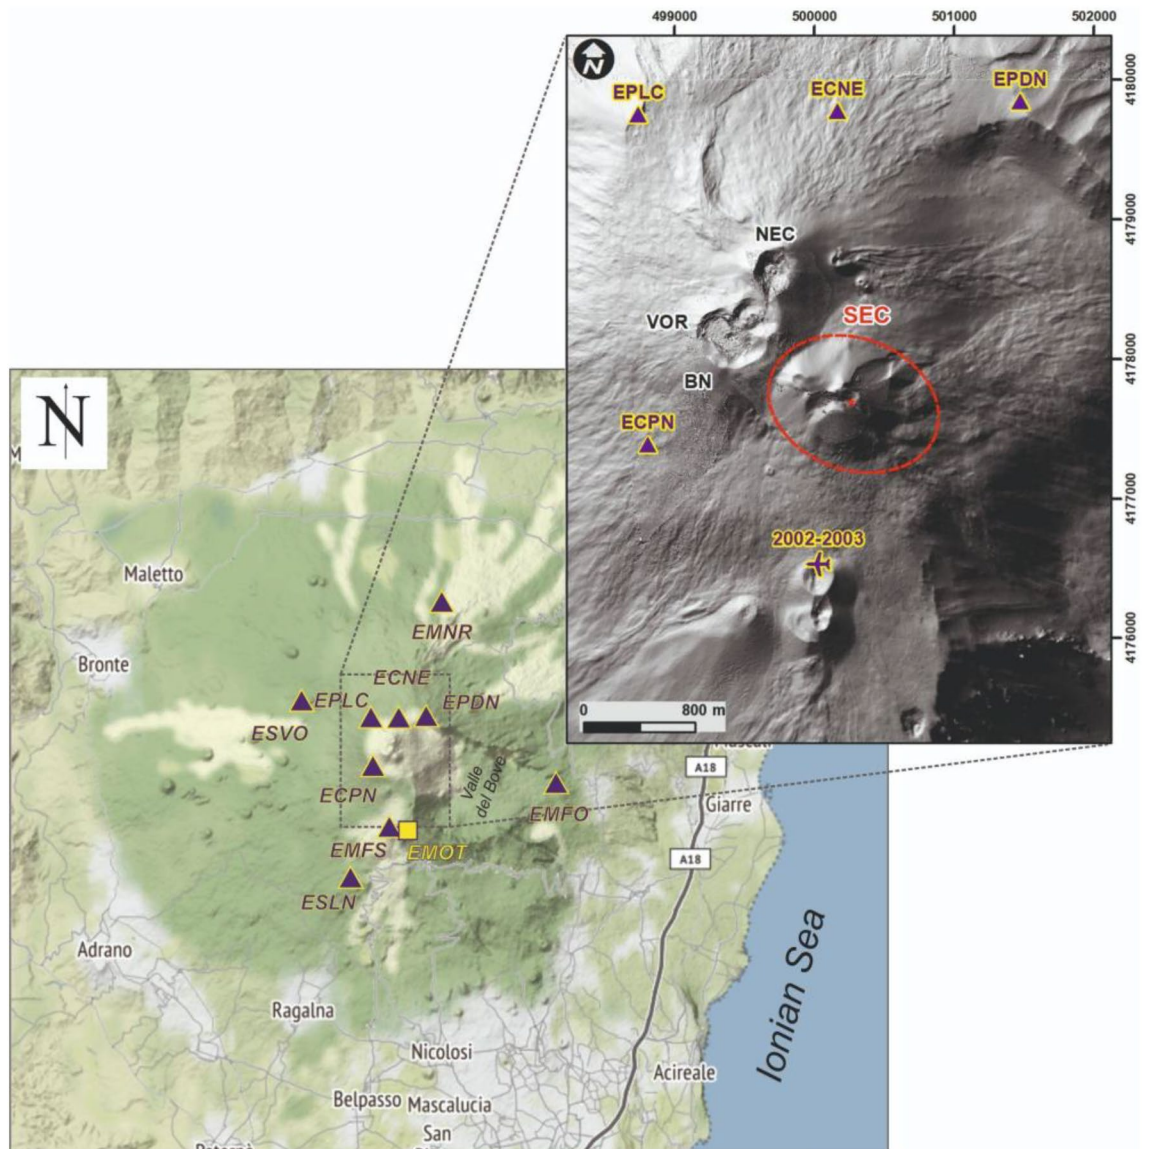 499000
500000
501000
502000
N
EPLC
ECNE
EPDN
4180000
4179000
NEC
VOR
SEC
4178000
BN
ECPN
4177000
2002-2003
4176000
0
800 m
N
Maletto
Bronte
EMNR
ECNE
EPLC
EPDN
ESVO
ECPN
Valle
del Bove
EMFO
EMFS
EMOT
ESLN
A18
Giarre
A18
Adrano
Ragalna
Nicolosi
Belpasso
Mascalucia
San
Acireale
Ionian Sea